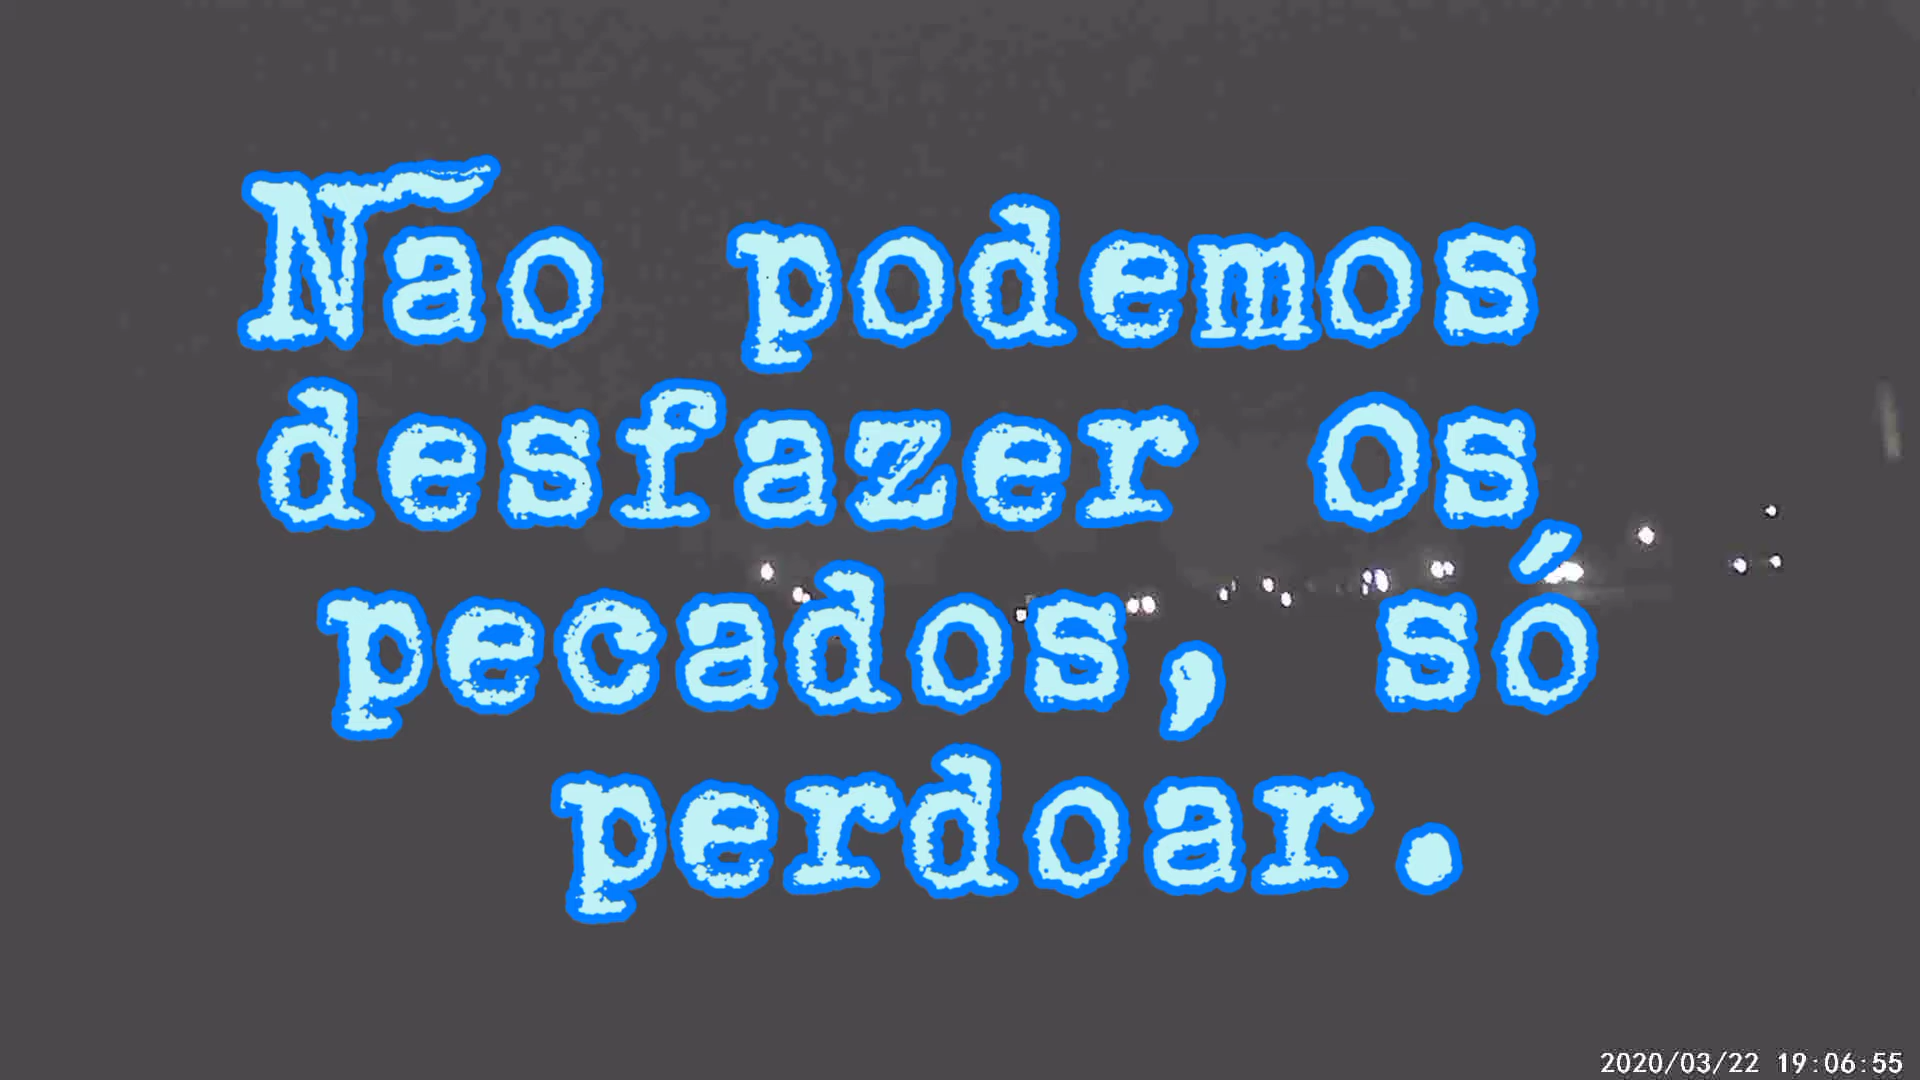 Não podemos
desfazer os
pecados, só
perdoar.
2020/03/22 19:06:55